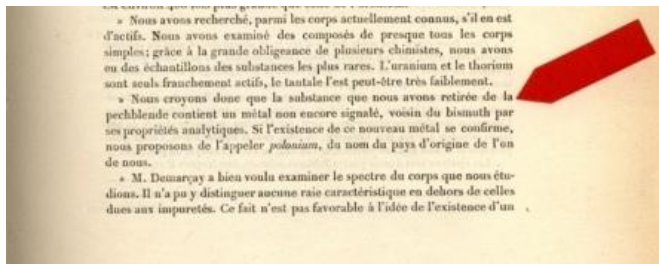 » Nous avons recherché, parmi les corps actuellement connus, s'il en est
d'actifs. Nous avons examiné des composés de presque tous les corps
simples; grâce à la grande obligeance de plusieurs chimistes, nous avons
eu des échantillons des substances les plus rares. L'uranium et le thorium
sont seuls franchement actifs, le tantale l'est peut-être très faiblement.
» Nous croyons donc que la substance que nous avons retirée de la
pechblende contient un métal non encore signalé, voisin du bismuth par
ses propriétés analytiques. Si l'existence de ce nouveau métal se confirme,
nous proposons de l'appeler polonium, du nom du pays d'origine de l'un
de nous.
» M. Demarçay a bien voulu examiner le spectre du corps que nous étu-
dions. Il n'a pu y distinguer aucune raie caractéristique en dehors de celles
dues aux impuretés. Ce fait n'est pas favorable à l'idée de l'existence d'un